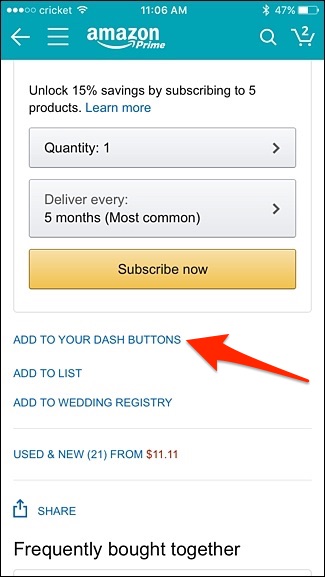 cricket 11:06 AM 47%
amazon Prime 2
Unlock 15% savings by subscribing to 5
products. Learn more
Quantity: 1
Deliver every:
5 months (Most common)
Subscribe now
ADD TO YOUR DASH BUTTONS
ADD TO LIST
ADD TO WEDDING REGISTRY
USED & NEW (21) FROM $11.11
SHARE
Frequently bought together